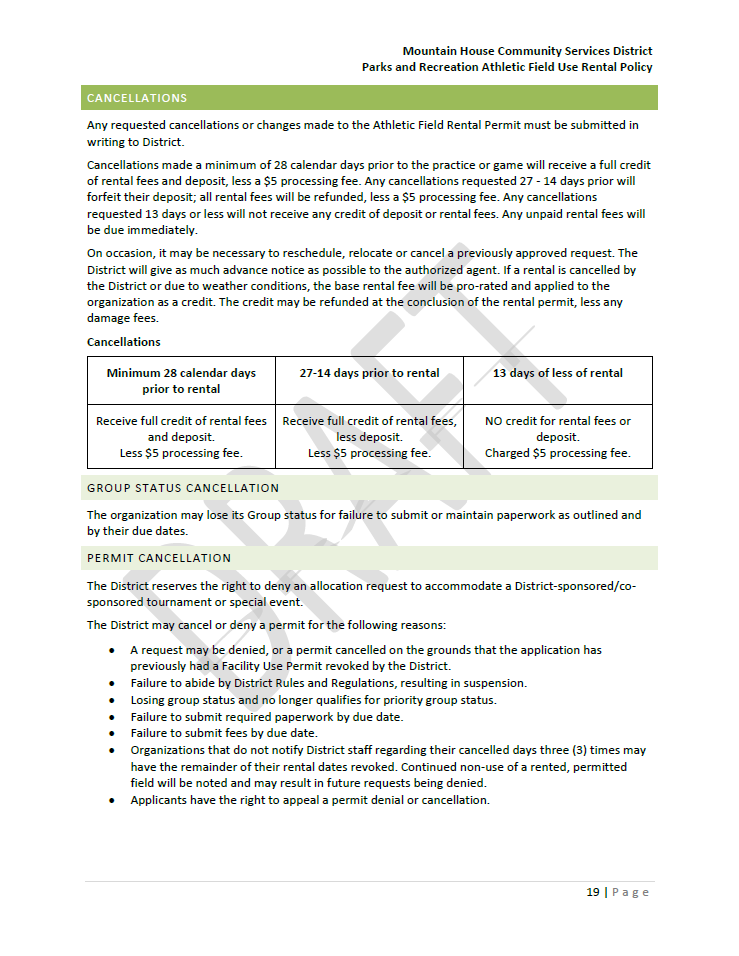 Mountain House Community Services District
Parks and Recreation Athletic Field Use Rental Policy
CANCELLATIONS
Any requested cancellations or changes made to the Athletic Field Rental Permit must be submitted in
writing to District.
Cancellations made a minimum of 28 calendar days prior to the practice or game will receive a full credit
of rental fees and deposit, less a $5 processing fee. Any cancellations requested 27 - 14 days prior will
forfeit their deposit; all rental fees will be refunded, less a $5 processing fee. Any cancellations
requested 13 days or less will not receive any credit of deposit or rental fees. Any unpaid rental fees will
be due immediately.
On occasion, it may be necessary to reschedule, relocate or cancel a previously approved request. The
District will give as much advance notice as possible to the authorized agent. If a rental is cancelled by
the District or due to weather conditions, the base rental fee will be pro-rated and applied to the
organization as a credit. The credit may be refunded at the conclusion of the rental permit, less any
damage fees.
Cancellations
Minimum 28 calendar days
prior to rental
27-14 days prior to rental
13 days of less of rental
Receive full credit of rental fees
and deposit.
Less $5 processing fee.
Receive full credit of rental fees,
less deposit.
Less $5 processing fee.
NO credit for rental fees or
deposit.
Charged $5 processing fee.
GROUP STATUS CANCELLATION
The organization may lose its Group status for failure to submit or maintain paperwork as outlined and
by their due dates.
PERMIT CANCELLATION
The District reserves the right to deny an allocation request to accommodate a District-sponsored/co-
sponsored tournament or special event.
The District may cancel or deny a permit for the following reasons:
• A request may be denied, or a permit cancelled on the grounds that the application has
previously had a Facility Use Permit revoked by the District.
• Failure to abide by District Rules and Regulations, resulting in suspension.
• Losing group status and no longer qualifies for priority group status.
• Failure to submit required paperwork by due date.
• Failure to submit fees by due date.
• Organizations that do not notify District staff regarding their cancelled days three (3) times may
have the remainder of their rental dates revoked. Continued non-use of a rented, permitted
field will be noted and may result in future requests being denied.
• Applicants have the right to appeal a permit denial or cancellation.
19 | Page
DRAFT